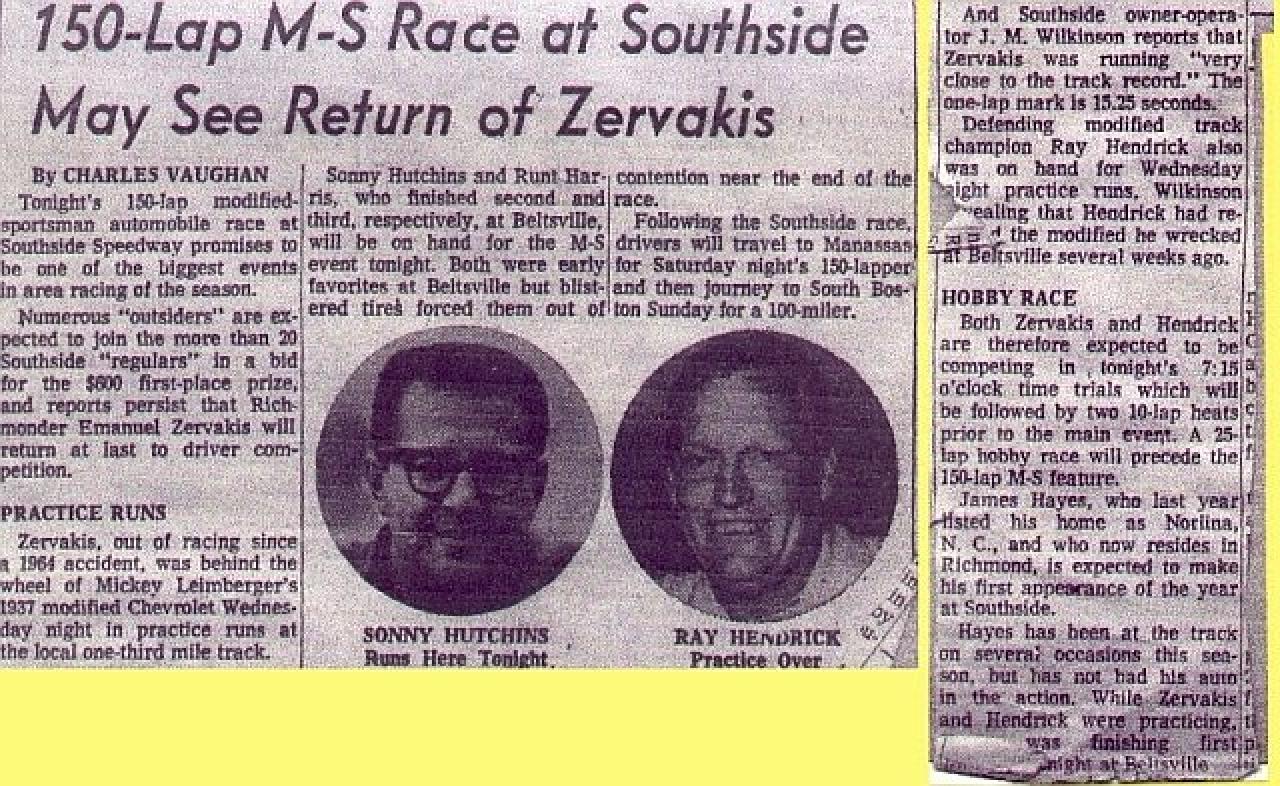 150-Lap M-S Race at Southside
May See Return of Zervakis
By CHARLES VAUGHAN
Tonight's 150-lap modified-
sportsman automobile race at
Southside Speedway promises to
be one of the biggest events
in area racing of the season.
Numerous "outsiders" are ex-
pected to join the more than 20
Southside "regulars" in a bid
for the $600 first-place prize,
and reports persist that Rich-
monder Emanuel Zervakis will
return at last to driver com-
petition.
PRACTICE RUNS
Zervakis, out of racing since
a 1964 accident, was behind the
wheel of Mickey Leimberger's
1937 modified Chevrolet Wednes-
day night in practice runs at
the local one-third mile track.
Sonny Hutchins and Runt Har-
ris, who finished second and
third, respectively, at Beltsville,
will be on hand for the M-S
event tonight. Both were early
favorites at Beltsville but blist-
ered tires forced them out of
contention near the end of the
race.
Following the Southside race,
drivers will travel to Manassas
for Saturday night's 150-lapper
and then journey to South Bos-
ton Sunday for a 100-miler.
SONNY HUTCHINS
Runs Here Tonight
RAY HENDRICK
Practice Over
And Southside owner-opera-
tor J. M. Wilkinson reports that
Zervakis was running "very
close to the track record." The
one-lap mark is 15.25 seconds.
Defending modified track
champion Ray Hendrick also
was on hand for Wednesday
night practice runs, Wilkinson
vealing that Hendrick had re-
the modified he wrecked
at Beltsville several weeks ago.
HOBBY RACE
Both Zervakis and Hendrick
are therefore expected to be
competing in tonight's 7:15
o'clock time trials which will
be followed by two 10-lap heats
prior to the main event. A 25-
lap hobby race will precede the
150-lap M-S feature.
James Hayes, who last year
listed his home as Norlina,
N. C., and who now resides in
Richmond, is expected to make
his first appearance of the year
at Southside.
Hayes has been at the track
on several occasions this sea-
son, but has not had his auto
in the action. While Zervakis
and Hendrick were practicing,
was finishing first
night at Beltsville